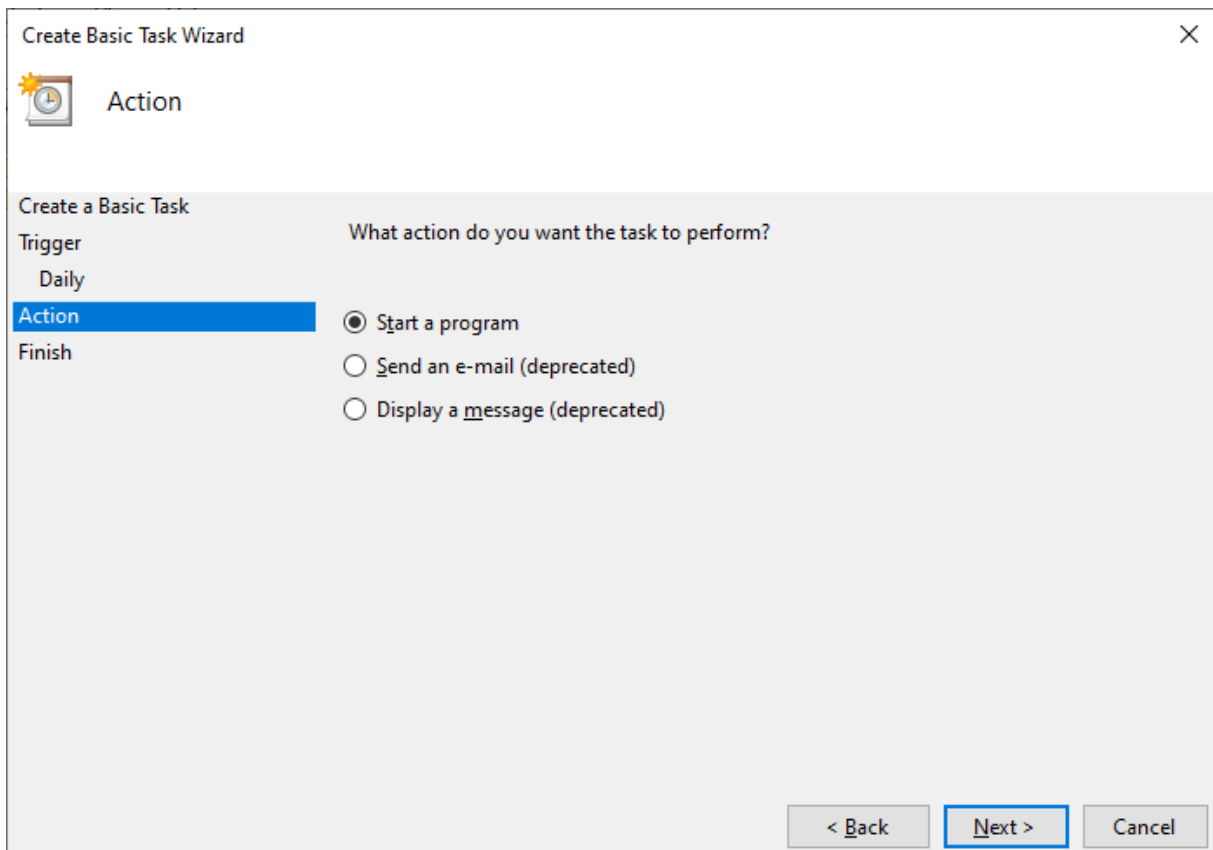 Create Basic Task Wizard
Action
Create a Basic Task
Trigger
Daily
Action
Finish
What action do you want the task to perform?
Start a program
Send an e-mail (deprecated)
Display a message (deprecated)
< Back
Next >
Cancel